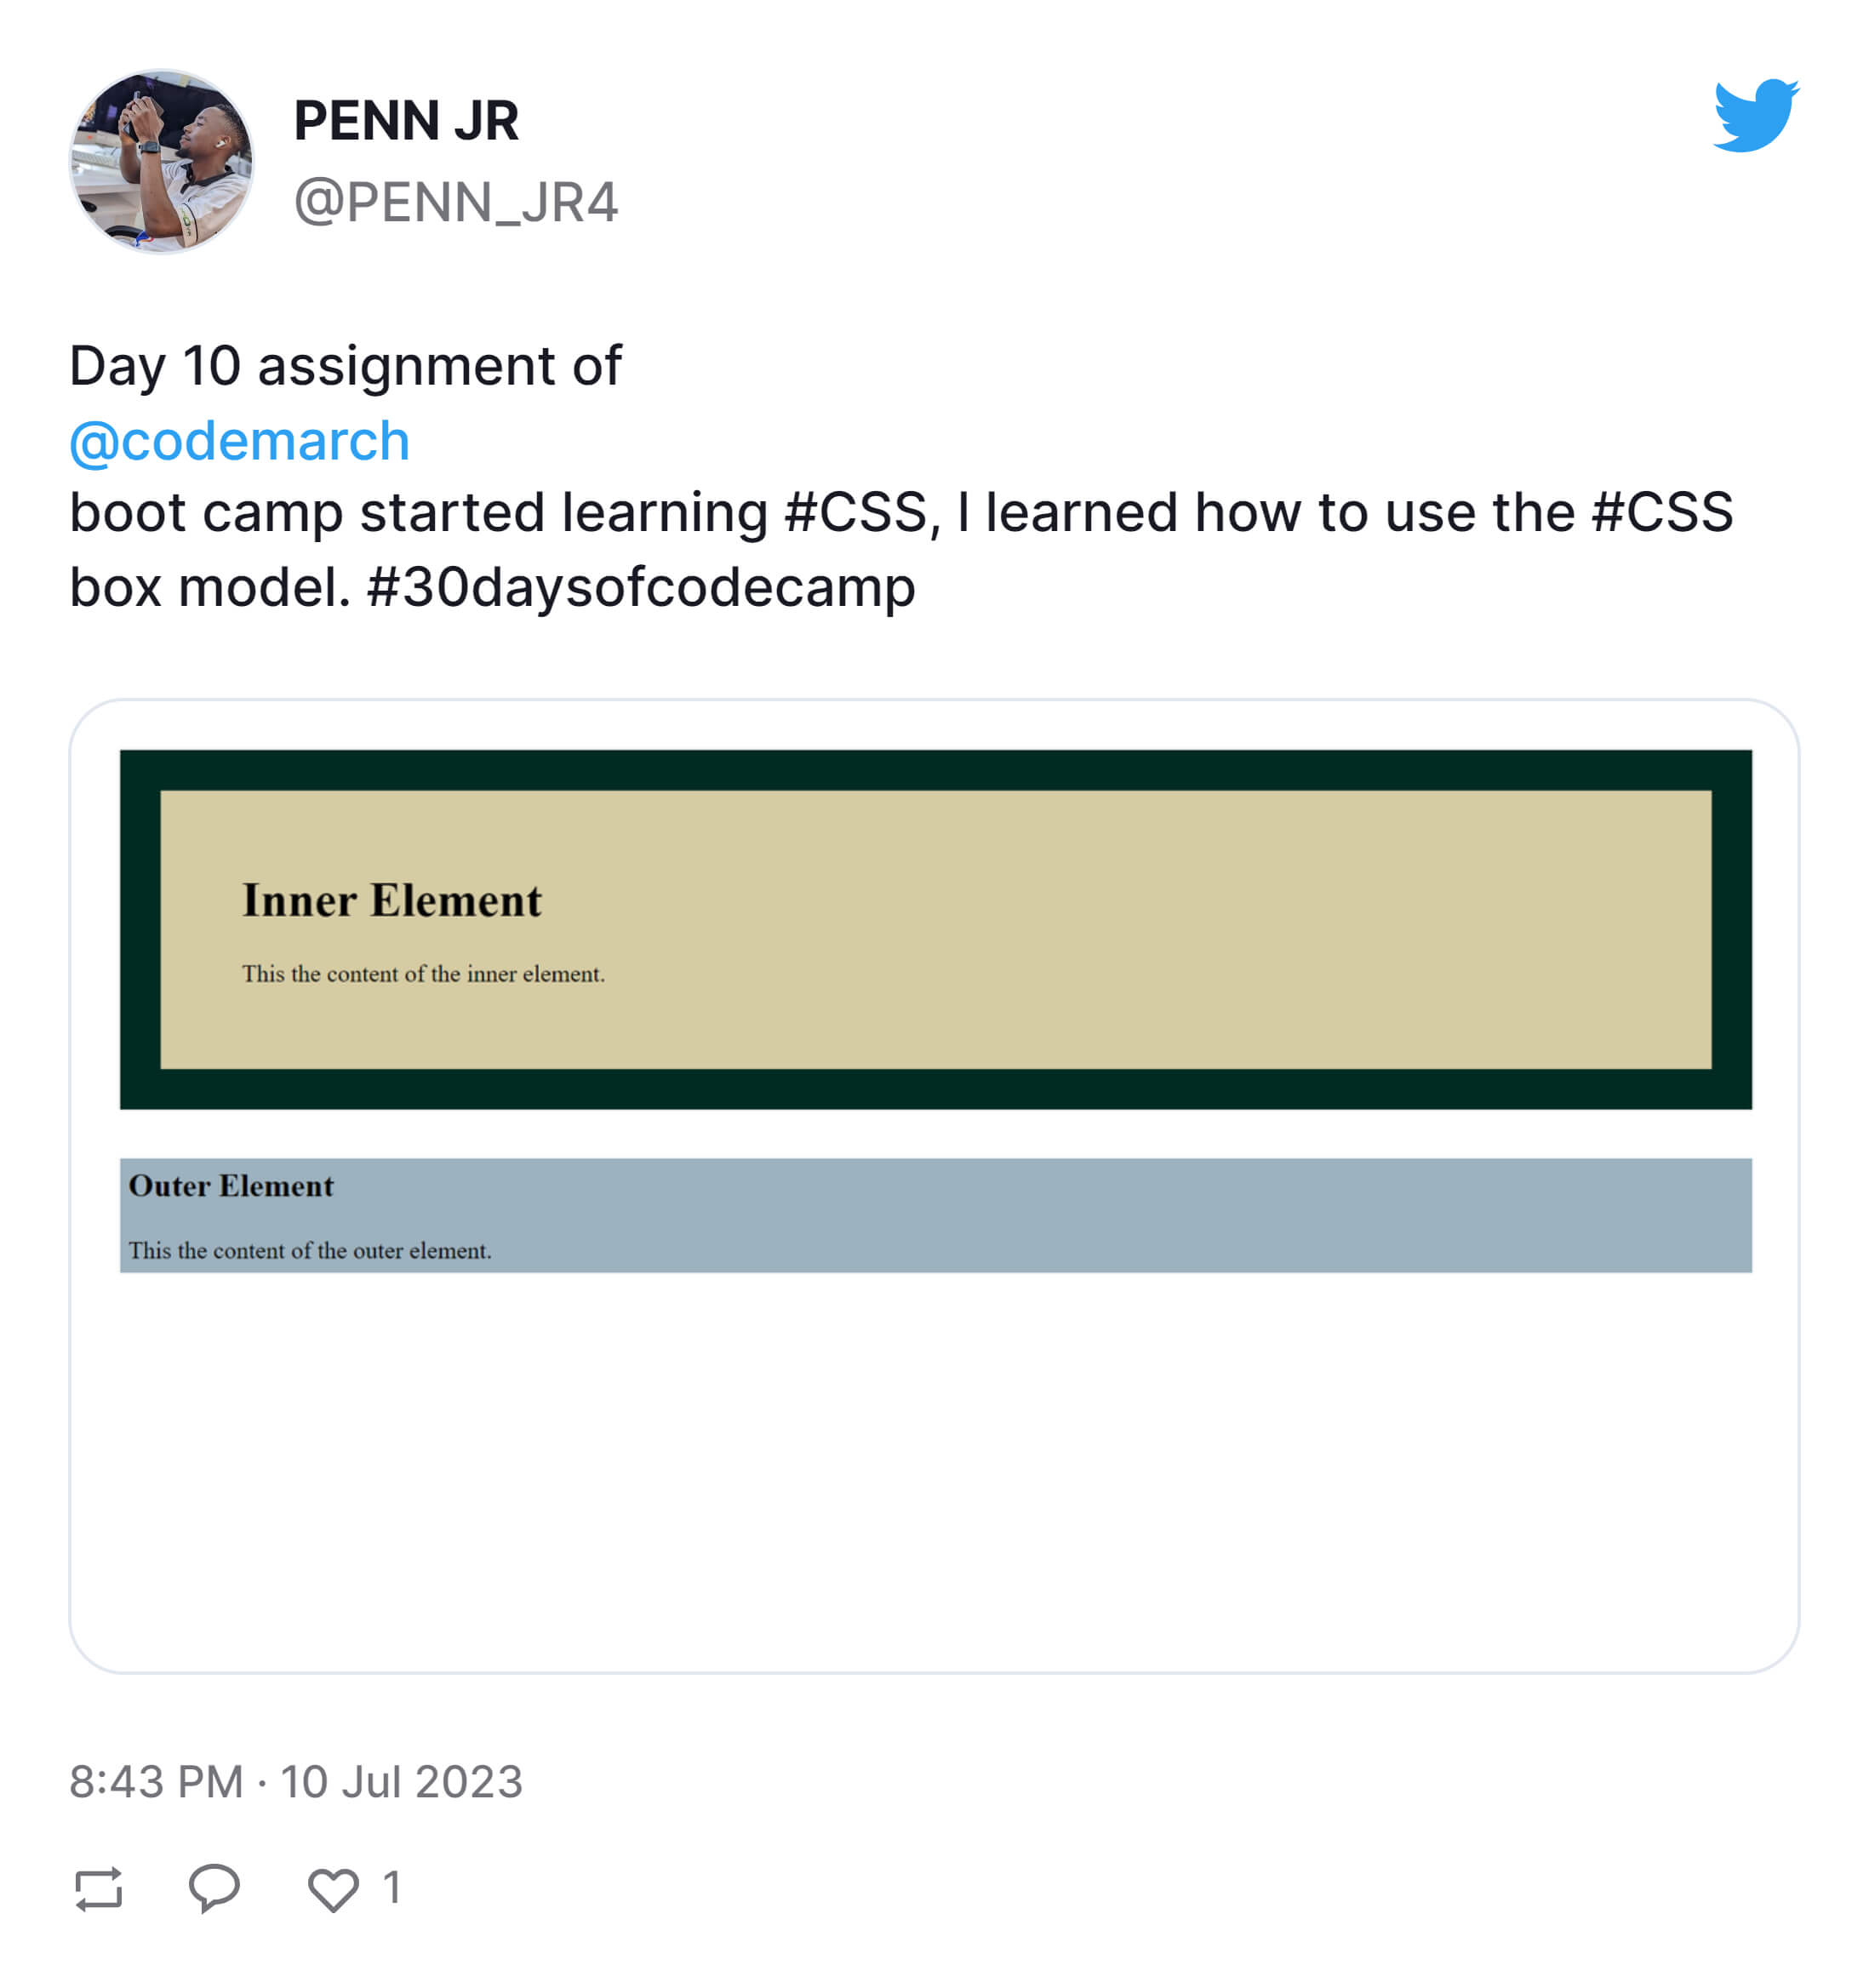 PENN JR
@PENN_JR4
Day 10 assignment of
@codemarch
boot camp started learning #CSS, I learned how to use the #CSS
box model. #30daysofcodecamp
Inner Element
This the content of the inner element.
Outer Element
This the content of the outer element.
8:43 PM · 10 Jul 2023
1